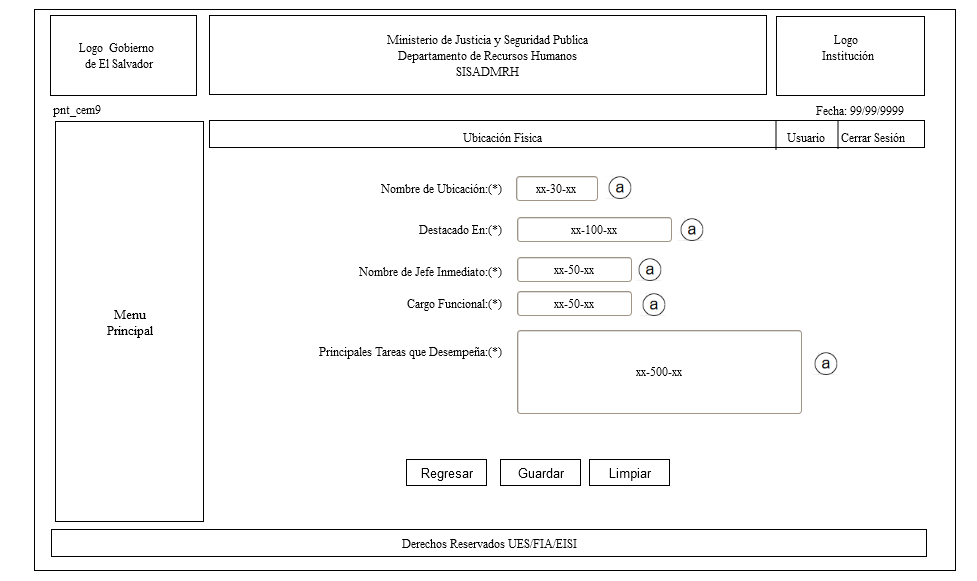 Logo Gobierno
de El Salvador
Ministerio de Justicia y Seguridad Publica
Departamento de Recursos Humanos
SISADMRH
Logo
Institución
pnt_cem9
Fecha: 99/99/9999
Ubicación Física
Usuario
Cerrar Sesión
Menu
Principal
Nombre de Ubicación:(*)
xx-30-xx
a
Destacado En:(*)
xx-100-xx
a
Nombre de Jefe Inmediato:(*)
xx-50-xx
a
Cargo Funcional:(*)
xx-50-xx
a
Principales Tareas que Desempeña:(*)
xx-500-xx
a
Regresar
Guardar
Limpiar
Derechos Reservados UES/FIA/EISI